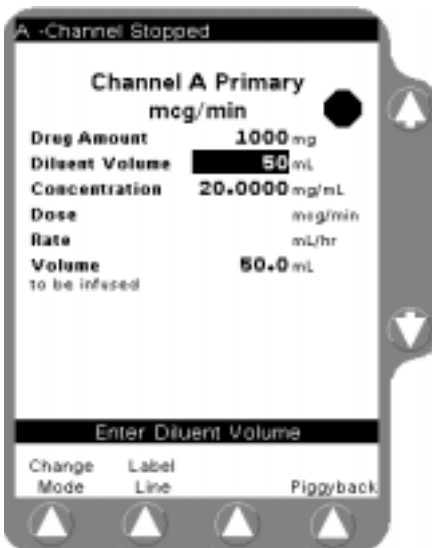 A -Channel Stopped
Channel A Primary
mcg/min
Drug Amount 1000 mg
Diluent Volume 50 mL
Concentration 20.0000 mg/mL
Dose mcg/min
Rate mL/hr
Volume 50.0 mL
to be infused
Enter Diluent Volume
Change Label
Mode Line Piggyback